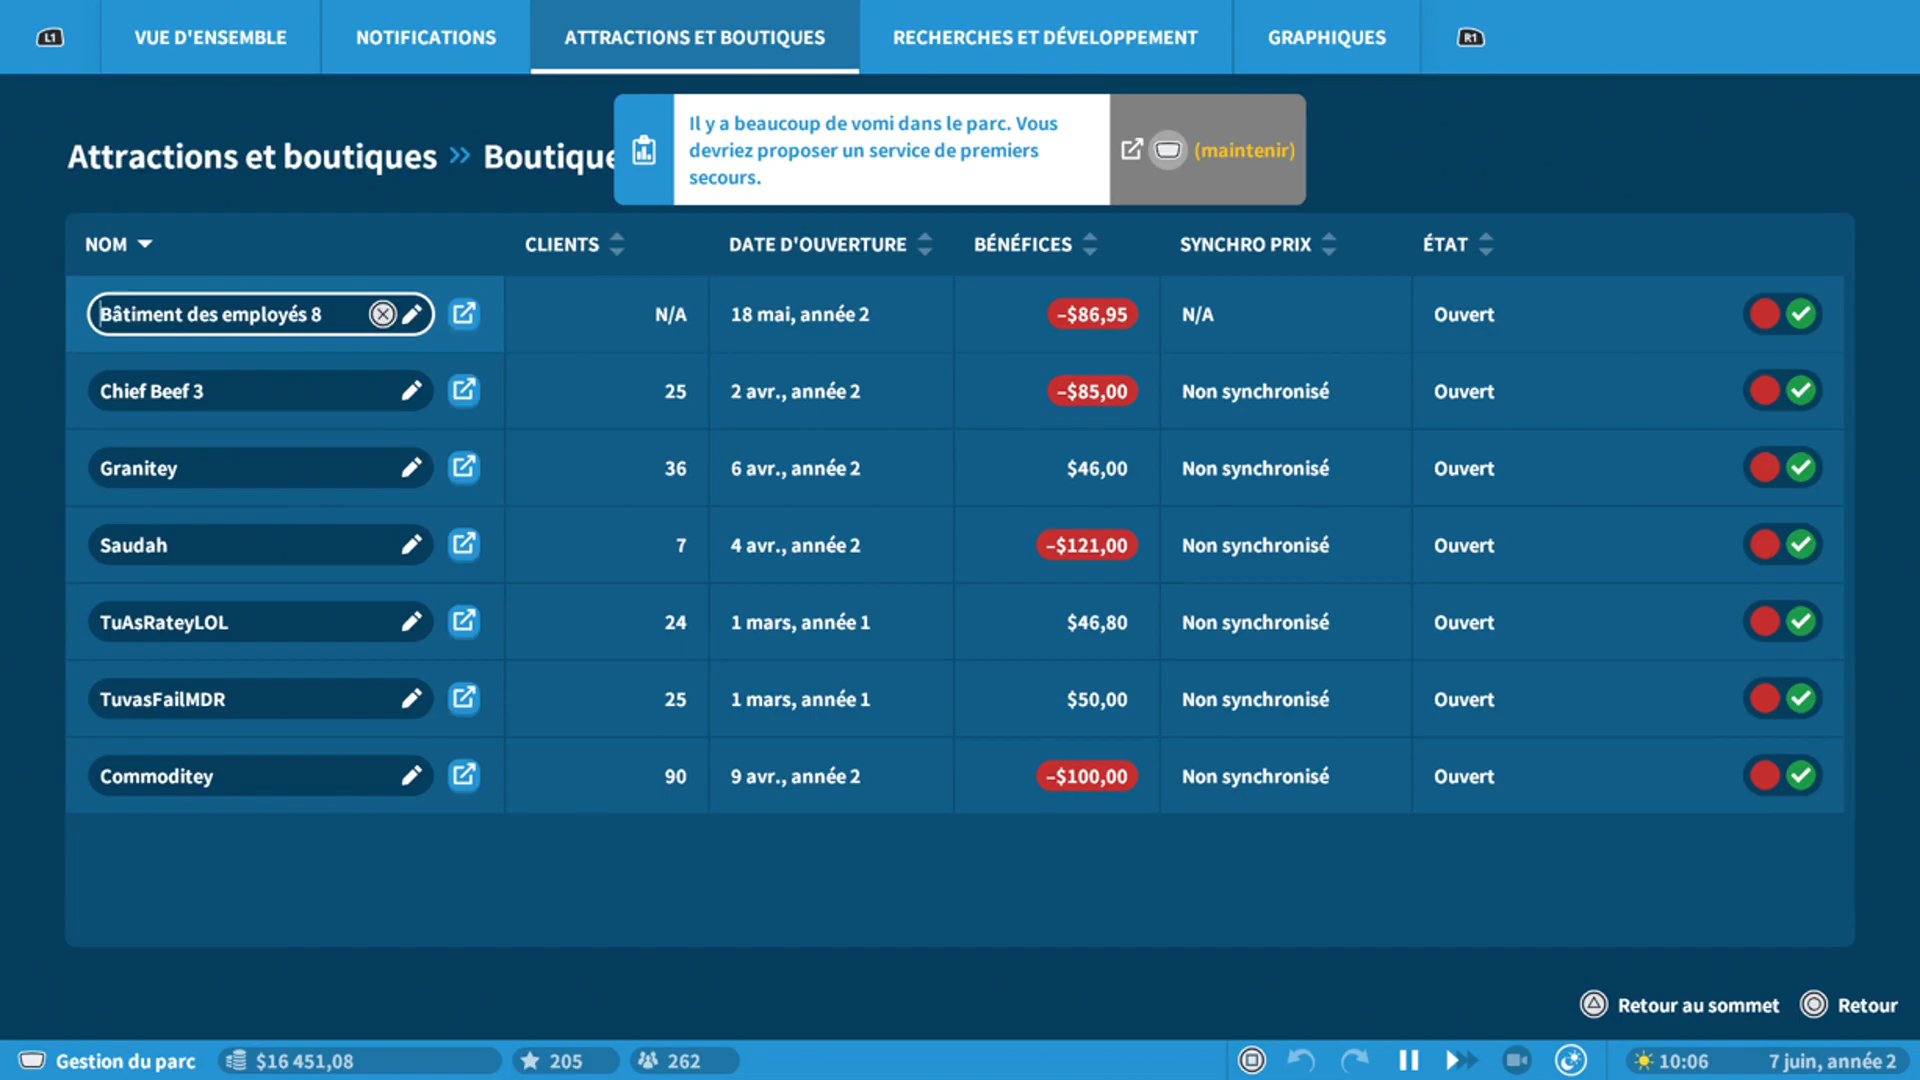 L1 VUE D'ENSEMBLE NOTIFICATIONS ATTRACTIONS ET BOUTIQUES RECHERCHES ET DÉVELOPPEMENT GRAPHIQUES R1
Il y a beaucoup de vomi dans le parc. Vous
devriez proposer un service de premiers
secours.
(maintenir)
Attractions et boutiques » Boutique
NOM CLIENTS DATE D'OUVERTURE BÉNÉFICES SYNCHRO PRIX ÉTAT
Bâtiment des employés 8 N/A 18 mai, année 2 –$86,95 N/A Ouvert
Chief Beef 3 25 2 avr., année 2 –$85,00 Non synchronisé Ouvert
Granitey 36 6 avr., année 2 $46,00 Non synchronisé Ouvert
Saudah 7 4 avr., année 2 –$121,00 Non synchronisé Ouvert
TuAsRateyLOL 24 1 mars, année 1 $46,80 Non synchronisé Ouvert
TuvasFailMDR 25 1 mars, année 1 $50,00 Non synchronisé Ouvert
Commoditey 90 9 avr., année 2 –$100,00 Non synchronisé Ouvert
Retour au sommet Retour
Gestion du parc $16 451,08 205 262 10:06 7 juin, année 2